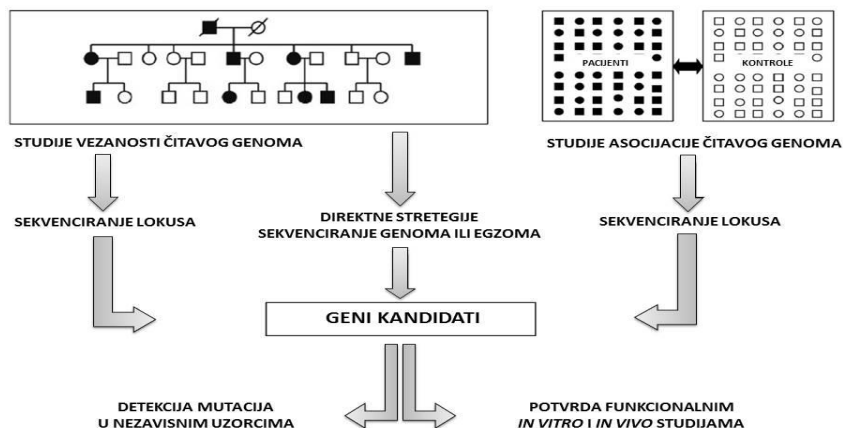 PACIJENTI
KONTROLE
STUDIJE VEZANOSTI ČITAVOG GENOMA
STUDIJE ASOCIJACIJE ČITAVOG GENOMA
SEKVENCIRANJE LOKUSA
DIREKTNE STRETEGIJE
SEKVENCIRANJE GENOMA ILI EGZOMA
SEKVENCIRANJE LOKUSA
GENI KANDIDATI
DETEKCIJA MUTACIJA
U NEZAVISNIM UZORCIMA
POTVRDA FUNKCIONALNIM
IN VITRO I IN VIVO STUDIJAMA